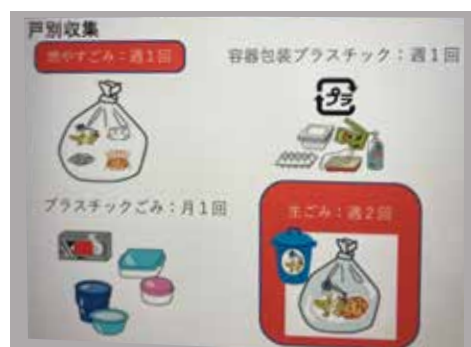 戸別収集
燃やすごみ：週1回
容器包装プラスチック：週1回
プラ
プラスチックごみ：月1回
生ごみ：週2回